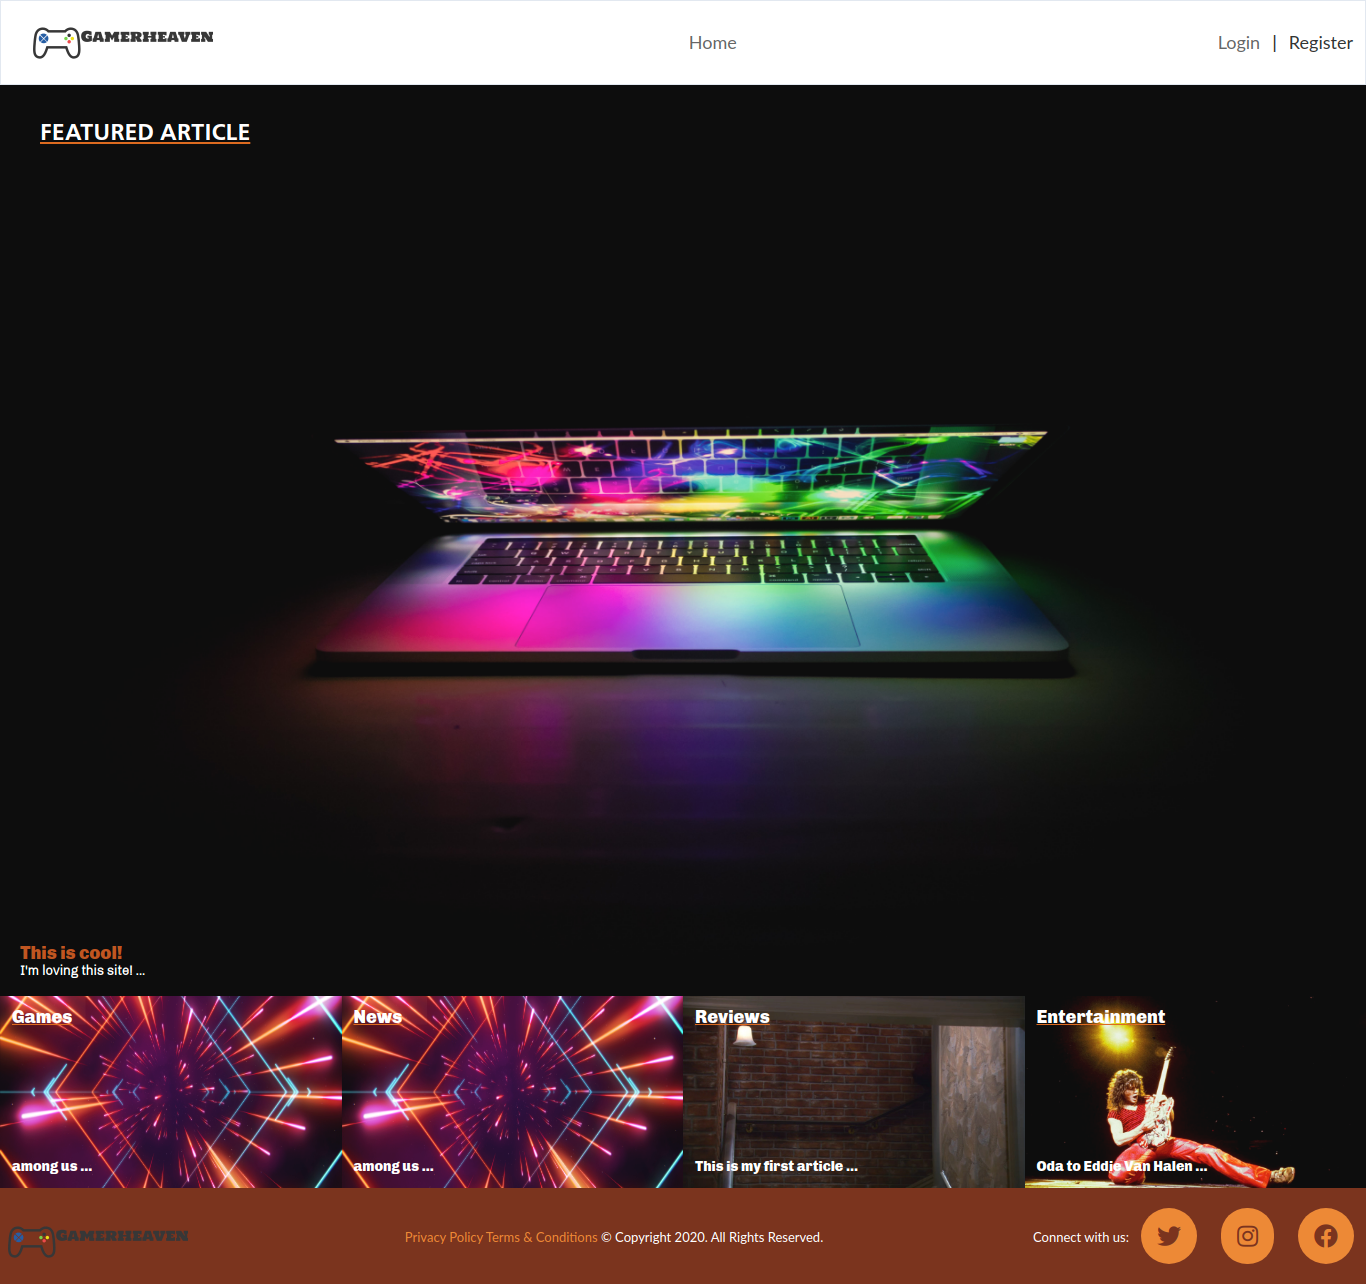 GAMERHEAVEN
Home
Login | Register
FEATURED ARTICLE
This is cool!
I'm loving this site! ...
Games
News
Reviews
Entertainment
among us ...
among us ...
This is my first article ...
Oda to Eddie Van Halen ...
GAMERHEAVEN
Privacy Policy Terms & Conditions © Copyright 2020. All Rights Reserved.
Connect with us: